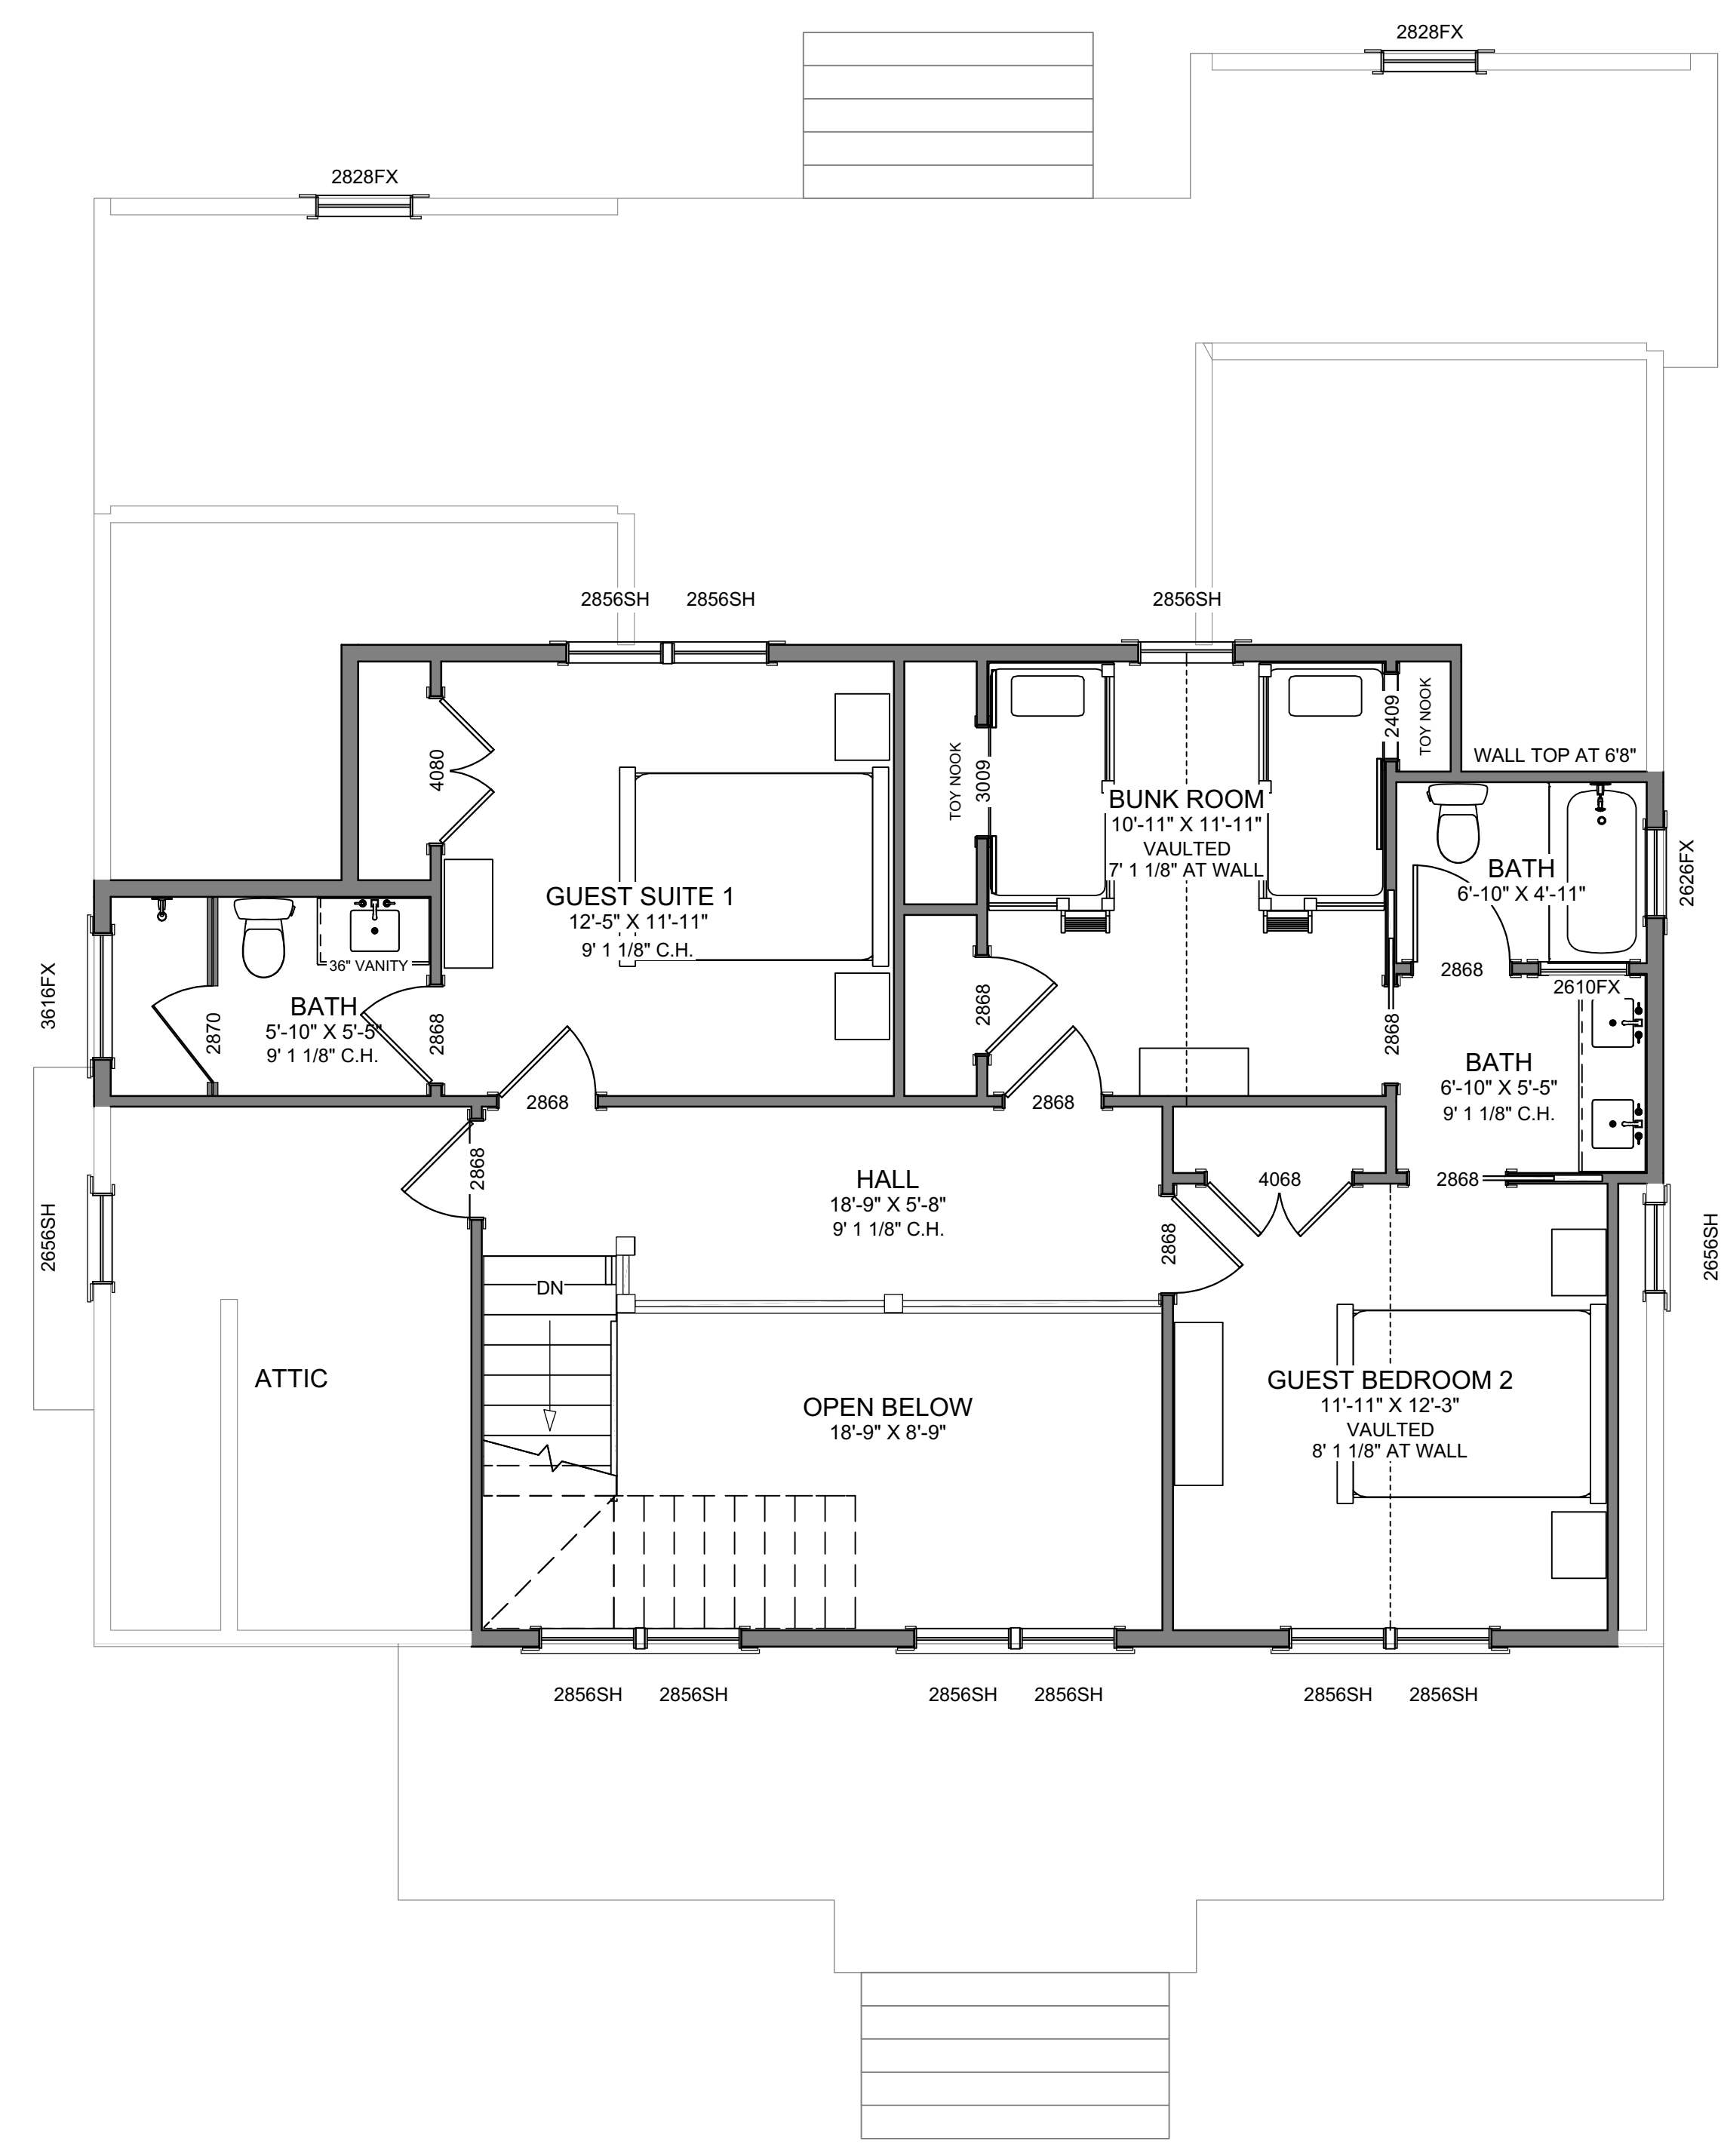 2828FX
2828FX
2856SH 2856SH
2856SH
4080
TOY NOOK
3009
2409
TOY NOOK
WALL TOP AT 6'8"
BUNK ROOM
10'-11" X 11'-11"
VAULTED
7' 1 1/8" AT WALL
GUEST SUITE 1
12'-5" X 11'-11"
9' 1 1/8" C.H.
BATH
6'-10" X 4'-11"
2626FX
2868
2610FX
3616FX
36" VANITY
BATH
5'-10" X 5'-5"
9' 1 1/8" C.H.
2870
2868
2868
2868
BATH
6'-10" X 5'-5"
9' 1 1/8" C.H.
2868
2868
2868
HALL
18'-9" X 5'-8"
9' 1 1/8" C.H.
4068
2868
2868
2656SH
2656SH
DN
ATTIC
OPEN BELOW
18'-9" X 8'-9"
GUEST BEDROOM 2
11'-11" X 12'-3"
VAULTED
8' 1 1/8" AT WALL
2856SH 2856SH
2856SH 2856SH
2856SH 2856SH